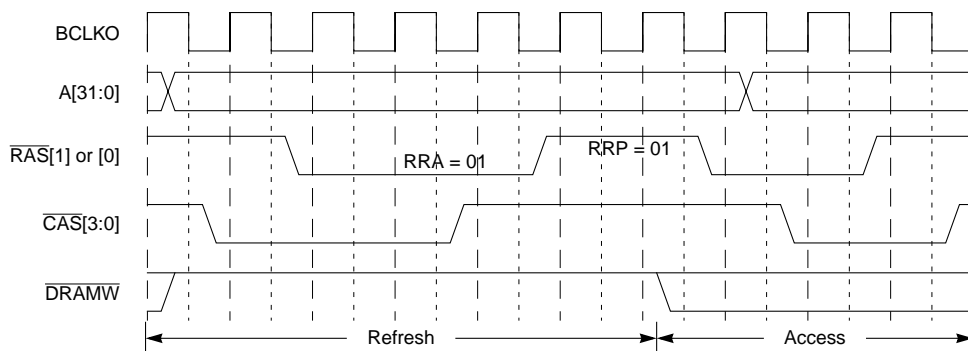 BCLKO
A[31:0]
RAS[1] or [0]
RRA = 01
RRP = 01
CAS[3:0]
DRAMW
Refresh
Access